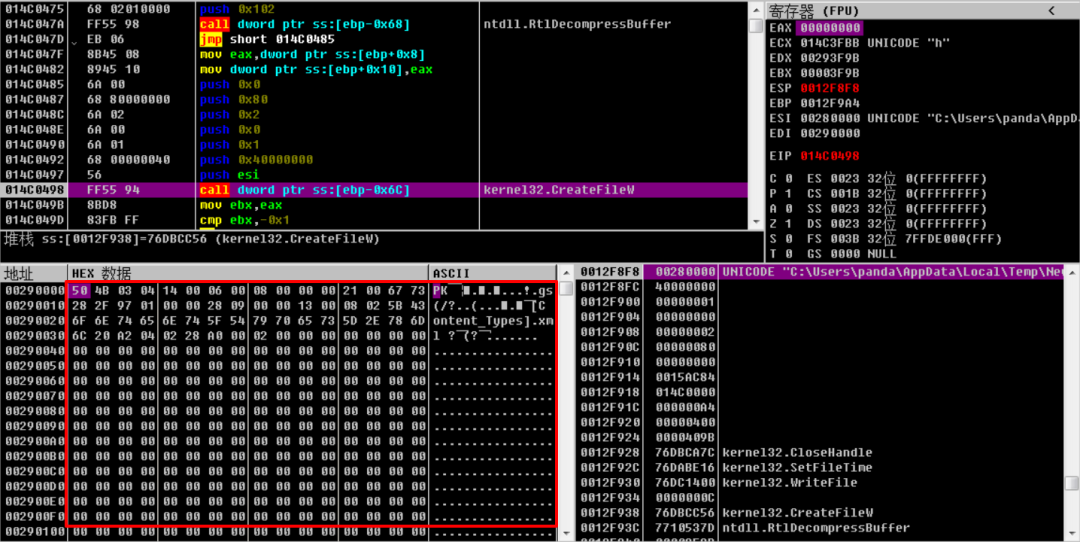 014C0475 68 02010000 push 0x102
014C047A FF55 98 call dword ptr ss:[ebp-0x68] ntdll.RtlDecompressBuffer
014C047D EB 06 jmp short 014C0485
014C047F 8B45 08 mov eax,dword ptr ss:[ebp+0x8]
014C0482 8945 10 mov dword ptr ss:[ebp+0x10],eax
014C0485 6A 00 push 0x0
014C0487 68 80000000 push 0x80
014C048C 6A 02 push 0x2
014C048E 6A 00 push 0x0
014C0490 6A 01 push 0x1
014C0492 68 00000040 push 0x40000000
014C0497 56 push esi
014C0498 FF55 94 call dword ptr ss:[ebp-0x6C] kernel32.CreateFileW
014C049B 8BD8 mov ebx,eax
014C049D 83FB FF cmp ebx,-0x1
堆栈 ss:[0012F938]=76DBCC56 (kernel32.CreateFileW)
寄存器 (FPU) <
EAX 00000000
ECX 014C3FBB UNICODE "h"
EDX 00293F9B
EBX 00003F9B
ESP 0012F8F8
EBP 0012F9A4
ESI 00280000 UNICODE "C:\Users\panda\AppDa
EDI 00290000
EIP 014C0498
C 0 ES 0023 32位 0(FFFFFFFF)
P 1 CS 001B 32位 0(FFFFFFFF)
A 0 SS 0023 32位 0(FFFFFFFF)
Z 1 DS 0023 32位 0(FFFFFFFF)
S 0 FS 003B 32位 7FFDE000(FFF)
T 0 GS 0000 NULL
地址 HEX 数据 ASCII
00290000 50 4B 03 04 14 00 06 00 08 00 00 00 21 00 67 73 PK...!.gs
00290010 28 2F 97 01 00 00 28 09 00 00 13 00 08 02 5B 43 (/?..(...[C
00290020 6F 6E 74 65 6E 74 5F 54 79 70 65 73 5D 2E 78 6D ontent_Types].xm
00290030 6C 20 A2 04 02 28 A0 00 02 00 00 00 00 00 00 00 l ?(?.......
00290040 00 00 00 00 00 00 00 00 00 00 00 00 00 00 00 00 ................
00290050 00 00 00 00 00 00 00 00 00 00 00 00 00 00 00 00 ................
00290060 00 00 00 00 00 00 00 00 00 00 00 00 00 00 00 00 ................
00290070 00 00 00 00 00 00 00 00 00 00 00 00 00 00 00 00 ................
00290080 00 00 00 00 00 00 00 00 00 00 00 00 00 00 00 00 ................
00290090 00 00 00 00 00 00 00 00 00 00 00 00 00 00 00 00 ................
002900A0 00 00 00 00 00 00 00 00 00 00 00 00 00 00 00 00 ................
002900B0 00 00 00 00 00 00 00 00 00 00 00 00 00 00 00 00 ................
002900C0 00 00 00 00 00 00 00 00 00 00 00 00 00 00 00 00 ................
002900D0 00 00 00 00 00 00 00 00 00 00 00 00 00 00 00 00 ................
002900E0 00 00 00 00 00 00 00 00 00 00 00 00 00 00 00 00 ................
002900F0 00 00 00 00 00 00 00 00 00 00 00 00 00 00 00 00 ................
00290100 00 00 00 00 00 00 00 00 00 00 00 00 00 00 00 00 ................
0012F8F8 00280000 UNICODE "C:\Users\panda\AppData\Local\Temp\Ne
0012F8FC 40000000
0012F900 00000001
0012F904 00000000
0012F908 00000002
0012F90C 00000080
0012F910 00000000
0012F914 0015AC84
0012F918 014C0000
0012F91C 000000A4
0012F920 00000400
0012F924 0000409B
0012F928 76DBCA7C kernel32.CloseHandle
0012F92C 76DABE16 kernel32.SetFileTime
0012F930 76DC1400 kernel32.WriteFile
0012F934 0000000C
0012F938 76DBCC56 kernel32.CreateFileW
0012F93C 7710537D ntdll.RtlDecompressBuffer